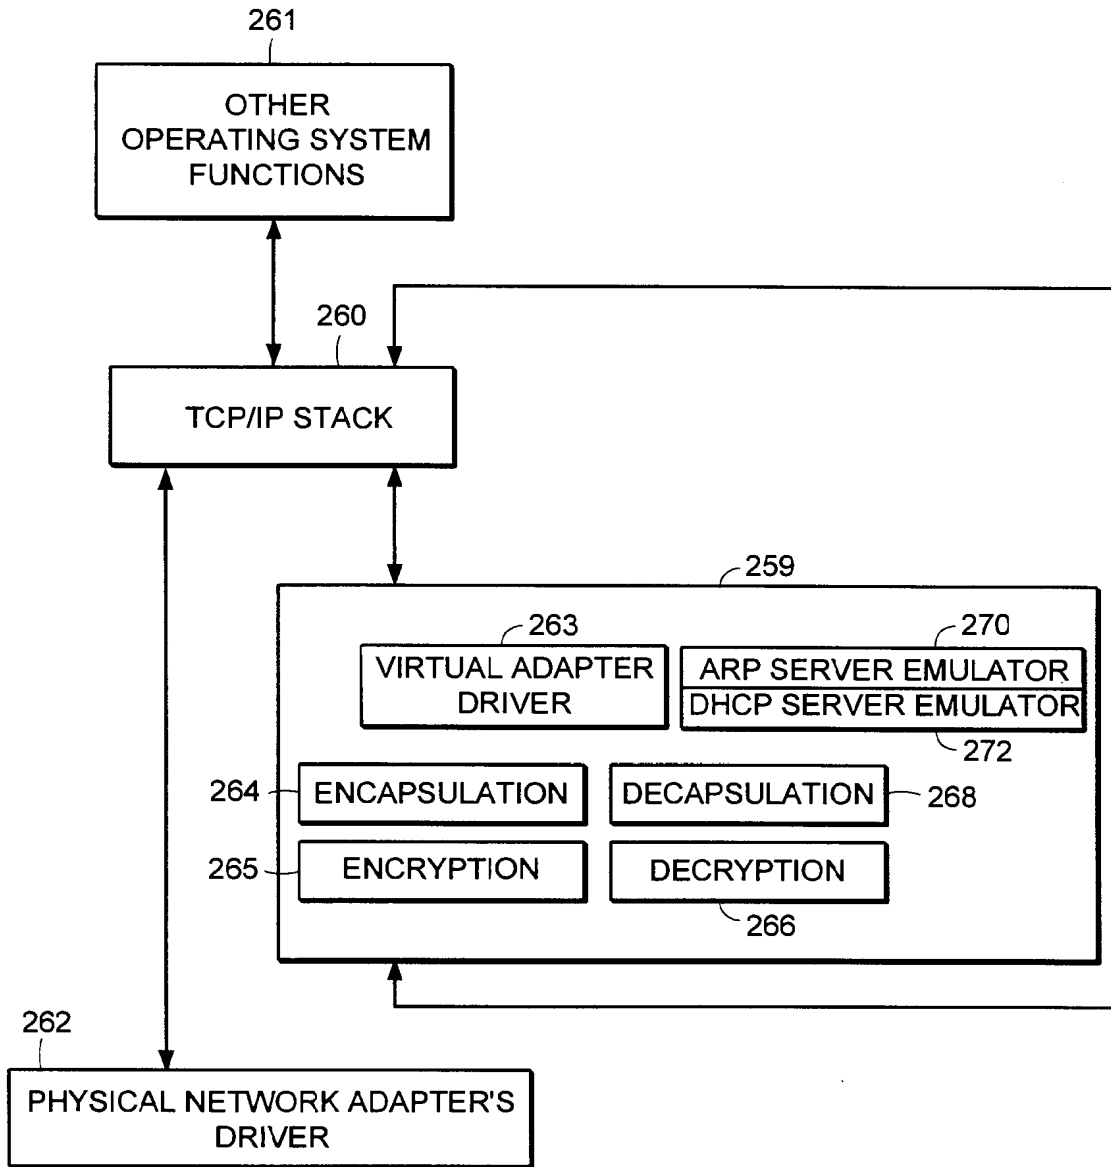 261
OTHER
OPERATING SYSTEM
FUNCTIONS
260
TCP/IP STACK
259
263
VIRTUAL ADAPTER
DRIVER
270
ARP SERVER EMULATOR
DHCP SERVER EMULATOR
272
264
ENCAPSULATION
DECAPSULATION
268
265
ENCRYPTION
DECRYPTION
266
262
PHYSICAL NETWORK ADAPTER'S
DRIVER